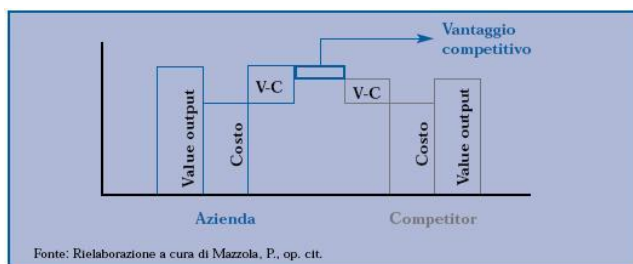 Vantaggio
competitivo
Value output
Costo
V-C
V-C
Costo
Value output
Azienda
Competitor
Fonte: Rielaborazione a cura di Mazzola, P., op. cit.